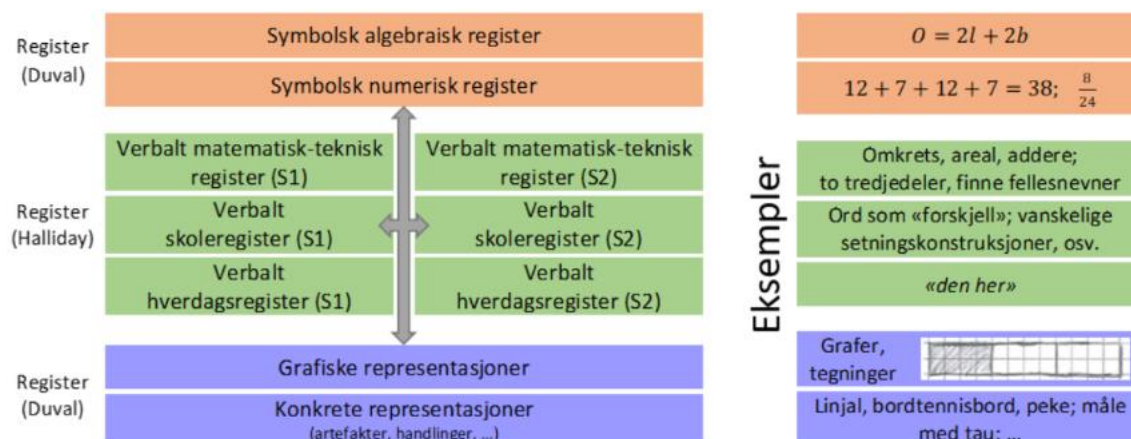 Register
(Duval)
Symbolsk algebraisk register
Symbolsk numerisk register
Register
(Halliday)
Verbalt matematisk-teknisk
register (S1)
Verbalt matematisk-teknisk
register (S2)
Verbalt
skoleregister (S1)
Verbalt
skoleregister (S2)
Verbalt
hverdagsregister (S1)
Verbalt
hverdagsregister (S2)
Register
(Duval)
Grafiske representasjoner
Konkrete representasjoner
(artefakter, handlinger, ...)
Eksempler
O = 2l + 2b
12 + 7 + 12 + 7 = 38; 8/24
Omkrets, areal, addere;
to tredjedeler, finne fellesnevner
Ord som «forskjell»; vanskelige
setningskonstruksjoner, osv.
«den her»
Grafer,
tegninger
Linjal, bordtennisbord, peke; måle
med tau; ...